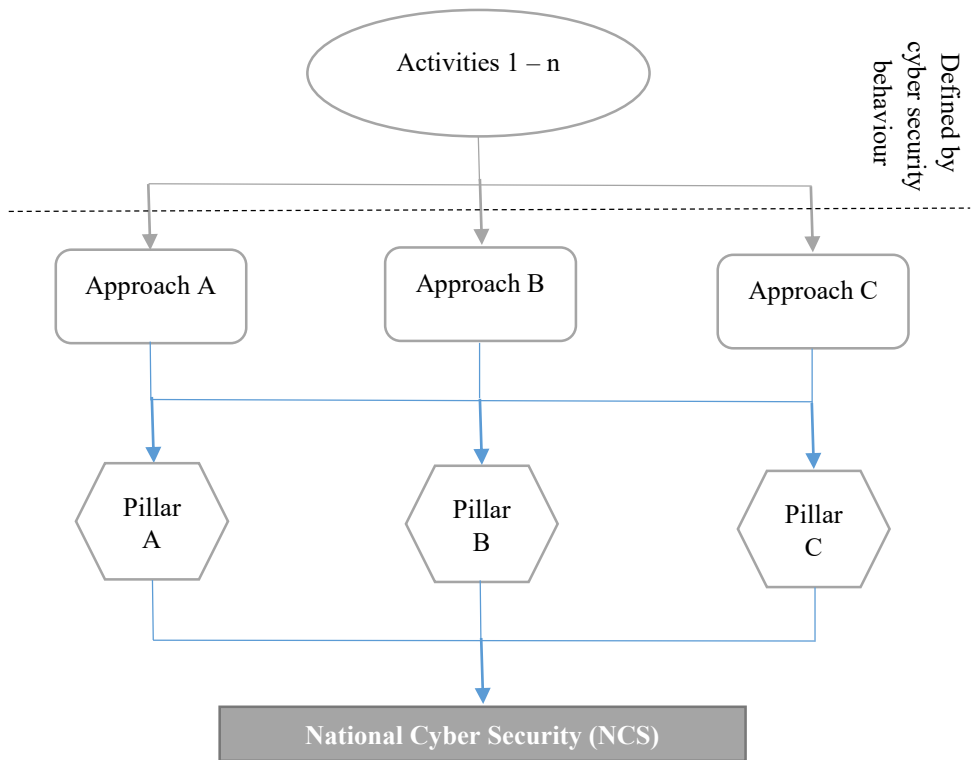 Activities 1 – n
Defined by
cyber security
behaviour
Approach A
Approach B
Approach C
Pillar
A
Pillar
B
Pillar
C
National Cyber Security (NCS)